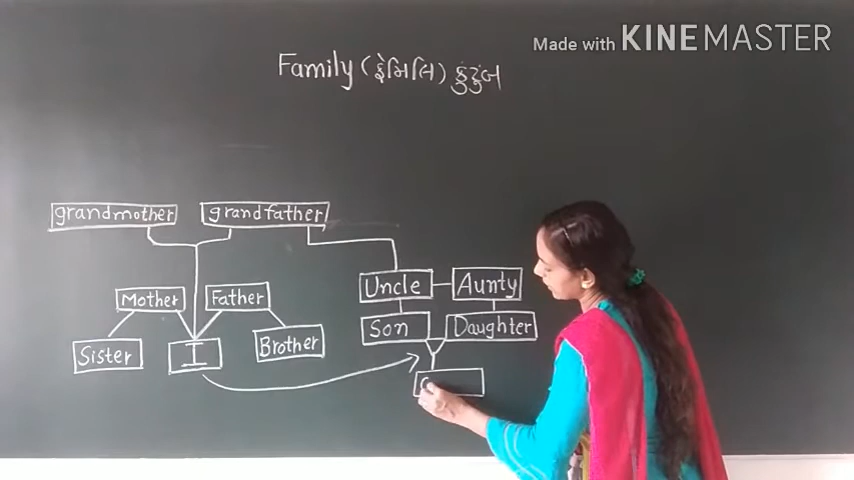 Made with KINEMASTER
Family (ફેમિલિ) કુટુંબ
grandmother grandfather
Uncle Aunty
Mother Father
Son Daughter
Sister I Brother